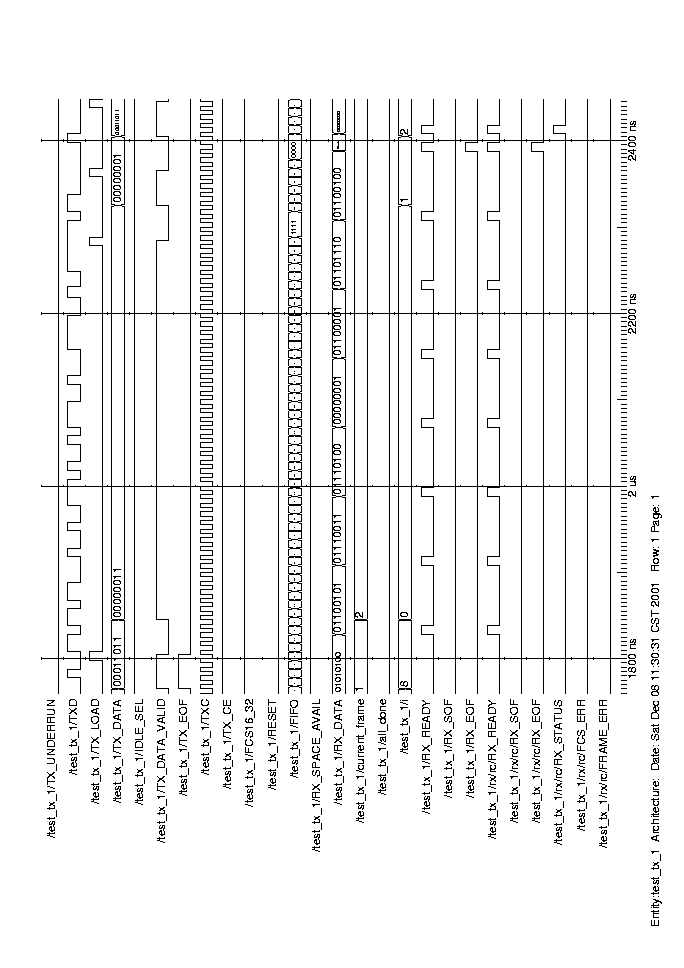 /test_tx_1/TX_UNDERRUN
/test_tx_1/TXD
/test_tx_1/TX_LOAD
/test_tx_1/TX_DATA 00011011 00000011 00000001
/test_tx_1/IDLE_SEL
/test_tx_1/TX_DATA_VALID
/test_tx_1/TX_EOF
/test_tx_1/TXC
/test_tx_1/TX_CE
/test_tx_1/FCS16_32
/test_tx_1/RESET
/test_tx_1/FIFO 1111 0000
/test_tx_1/RX_SPACE_AVAIL
/test_tx_1/RX_DATA 01010100 01100101 01110011 01110100 00000001 01100001 01101110 01100100
/test_tx_1/current_frame 1 2
/test_tx_1/all_done
/test_tx_1/i 8 0 1 2
/test_tx_1/RX_READY
/test_tx_1/RX_SOF
/test_tx_1/RX_EOF
/test_tx_1/rx/rc/RX_READY
/test_tx_1/rx/rc/RX_SOF
/test_tx_1/rx/rc/RX_EOF
/test_tx_1/rx/rc/RX_STATUS
/test_tx_1/rx/rc/FCS_ERR
/test_tx_1/rx/rc/FRAME_ERR
1800 ns 2 us 2200 ns 2400 ns
Entity:test_tx_1 Architecture: Date: Sat Dec 08 11:30:31 CST 2001 Row: 1 Page: 1